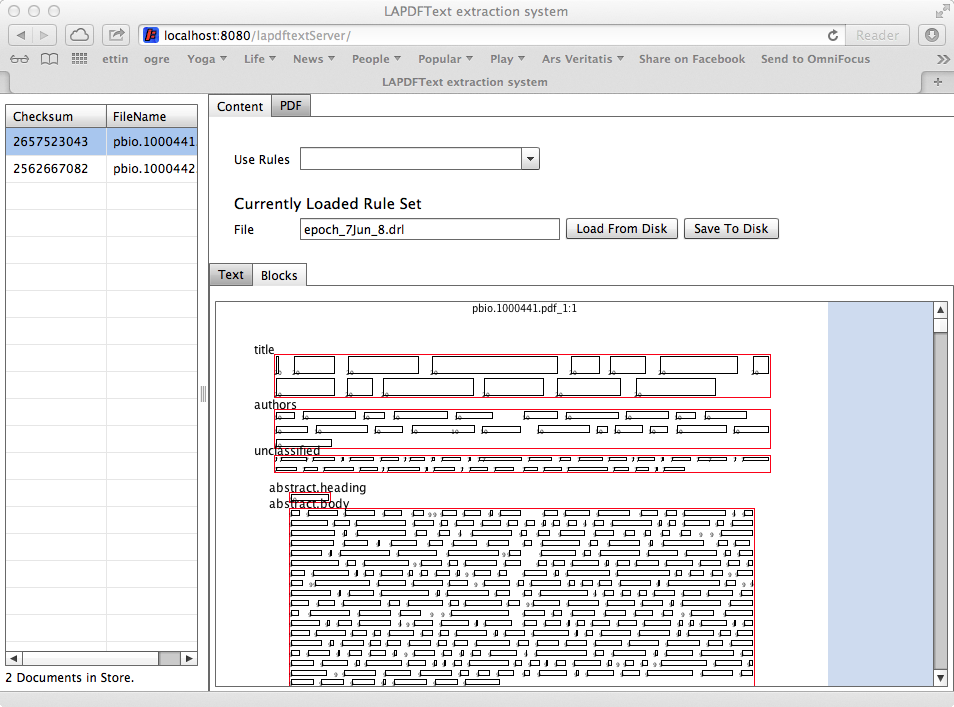 LAPDFText extraction system
localhost:8080/lapdftextServer/
Reader
ettin ogre Yoga Life News People Popular Play Ars Veritatis Share on Facebook Send to OmniFocus
LAPDFText extraction system
Checksum FileName
2657523043 pbio.1000441
2562667082 pbio.1000442
2 Documents in Store.
Content PDF
Use Rules
Currently Loaded Rule Set
File epoch_7Jun_8.drl Load From Disk Save To Disk
Text Blocks
pbio.1000441.pdf_1:1
title
authors
unclassified
abstract.heading
abstract.body